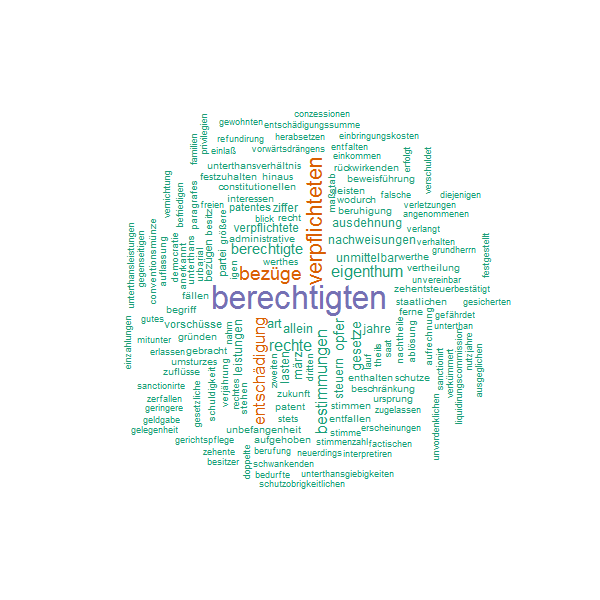 conzessionen
gewohnten
entschädigungssumme
privilegien
familien
refundirung
herabsetzen
einbringungskosten
einlaß
vorwärtsdrängens
entfalten
einkommen
erfolgt
verschuldet
unterthansverhältnis
rückwirkenden
festzuhalten
hinaus
beweisführung
vernichtung
befriedigen
paragrafes
constitutionellen
maßstab
leisten
falsche
diejenigen
interessen
wodurch
verletzungen
freien
besitz
größere
patentes
ziffer
beruhigung
angenommenen
blick
recht
ausdehnung
verpflichteten
verpflichtete
verlangt
unterthansleistungen
gegenseitigen
conventionsmünze
auflassung
democratie
anerkannt
unterthans
urbarial
bezugen
partei
administrative
nachweisungen
verhalten
festgestellt
berechtigte
grundherrn
igen
werthes
unmittelbar
werthe
bezüge
eigenthum
vertheilung
unvereinbar
zehentsteuer
bestätigt
fällen
berechtigten
staatlichen
gesicherten
begriff
ferne
gefährdet
gutes
vorschüsse
art
allein
jahre
unterthan
einzahlungen
mitunter
gründen
nahm
leistungen
entschädigung
rechte
bestimmungen
opfer
gesetze
lauf
theils
saat
nachtheile
ablösung
aufrechnung
sanctionirt
verkümmert
liquidirungscommission
nutzjahre
ausgeglichen
erlassen
gebracht
umsturzes
zuflüsse
verjährung
zweiten
lasten
märz
dritten
steuern
enthalten
schutze
beschränkung
sanctionirte
zerfallen
geringere
geldgabe
gelegenheit
gesetzliche
schuldigkeit
rechtes
stehen
zukunft
patent
stets
stimmen
ursprung
zugelassen
entfallen
unbefangenheit
stimme
erscheinungen
unvordenklichen
gerichtspflege
aufgehoben
stimmenzahl
factischen
zehente
berufung
neuerdings
interpretiren
besitzer
doppelte
schwankenden
bedurfte
unterthansgiebigkeiten
schutzobrigkeitlichen